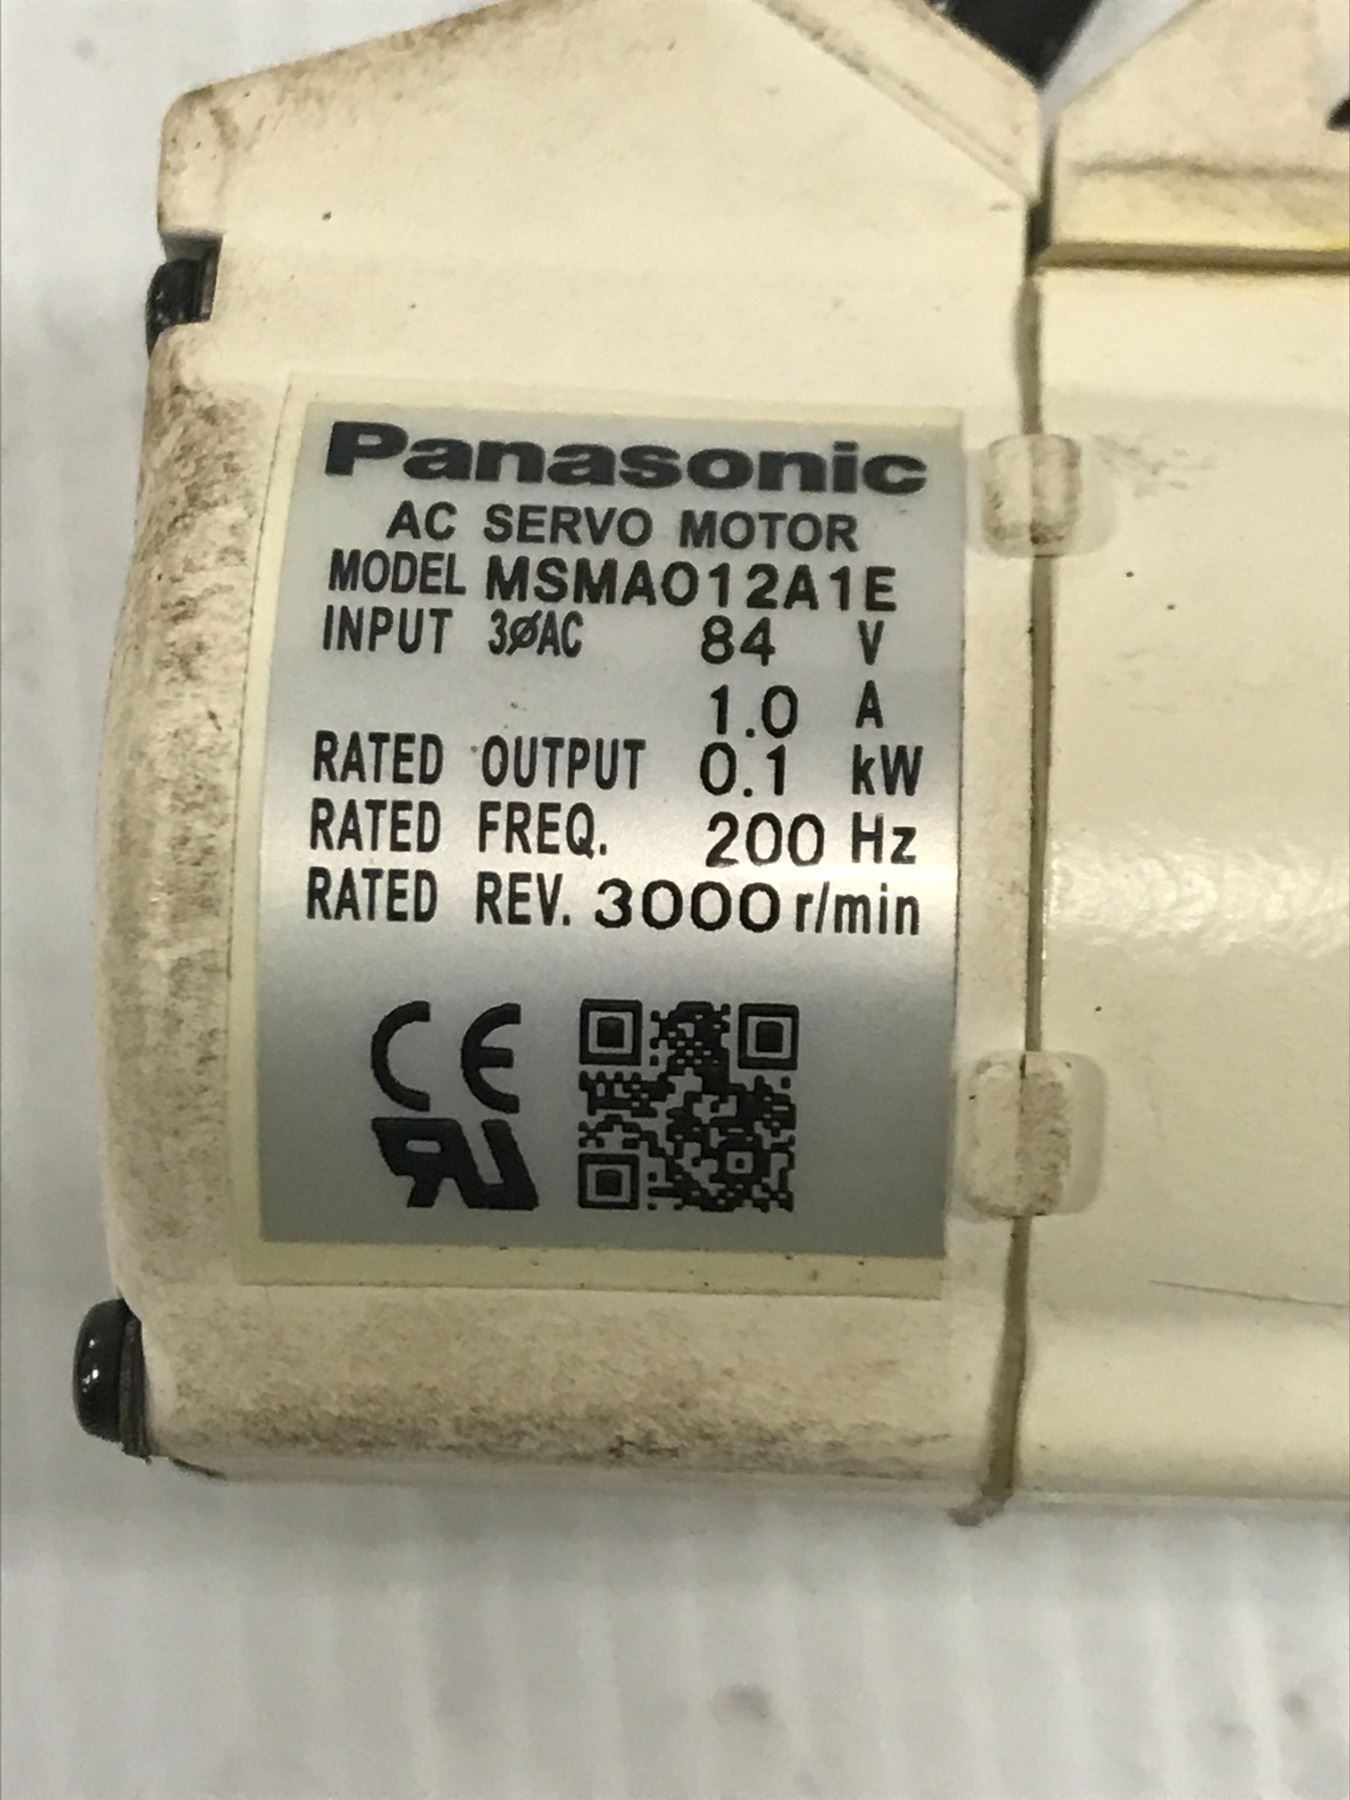 Panasonic
AC SERVO MOTOR
MODEL MSMA012A1E
INPUT 3øAC 84 V
1.0 A
RATED OUTPUT 0.1 kW
RATED FREQ. 200 Hz
RATED REV. 3000 r/min
CE
RU